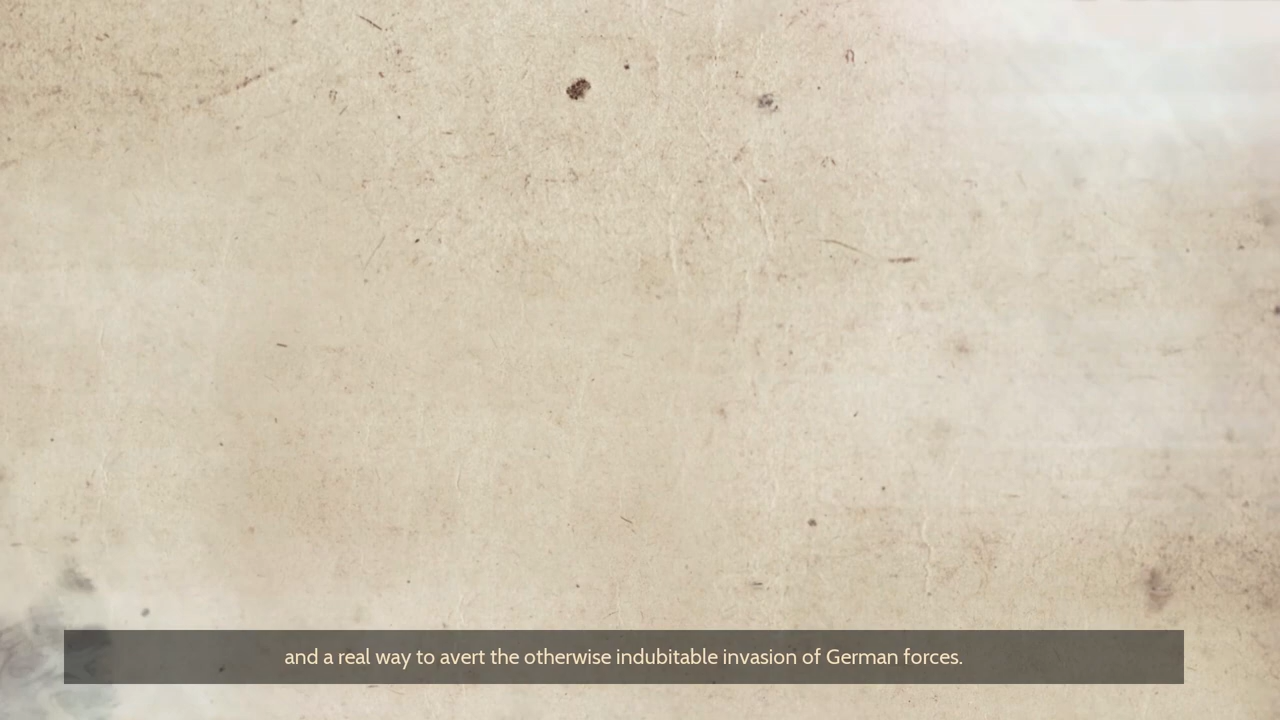 and a real way to avert the otherwise indubitable invasion of German forces.